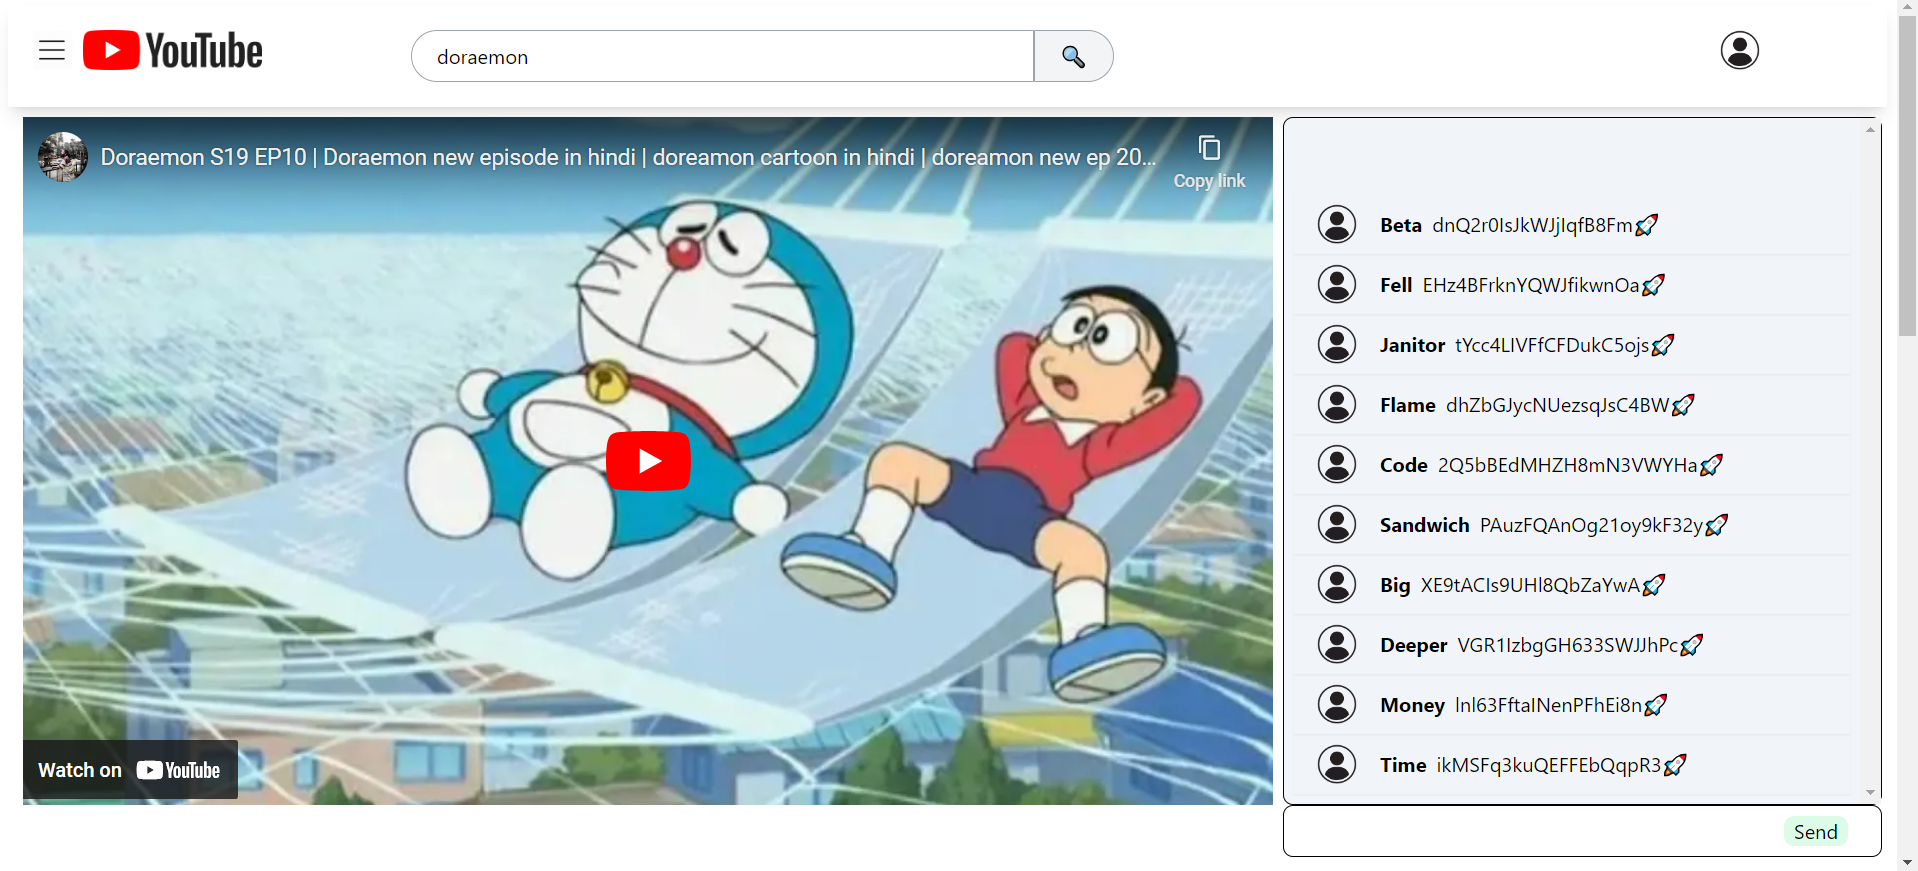 YouTube
doraemon
Doraemon S19 EP10 | Doraemon new episode in hindi | doreamon cartoon in hindi | doreamon new ep 20...
Copy link
Watch on YouTube
Beta dnQ2r0IsJkWJjIqfB8Fm🚀
Fell EHz4BFrknYQWJfikwnOa🚀
Janitor tYcc4LIVFfCFDukC5ojs🚀
Flame dhZbGJycNUezsqJsC4BW🚀
Code 2Q5bBEdMHZH8mN3VWYHa🚀
Sandwich PAuzFQAnOg21oy9kF32y🚀
Big XE9tACIs9UHl8QbZaYwA🚀
Deeper VGR1IzbgGH633SWJJhPc🚀
Money lnl63FftaINenPFhEi8n🚀
Time ikMSFq3kuQEFFEbQqpR3🚀
Send